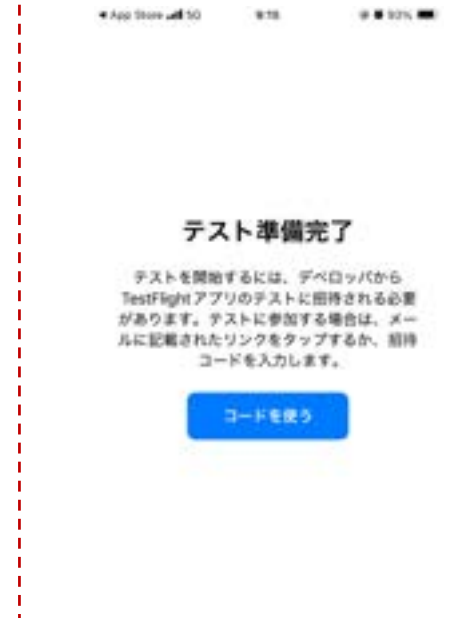 ◀App Store 5G 9:15 93%
テスト準備完了
テストを開始するには、デベロッパから
TestFlightアプリのテストに招待される必要
があります。テストに参加する場合は、メー
ルに記載されたリンクをタップするか、招待
コードを入力します。
コードを使う